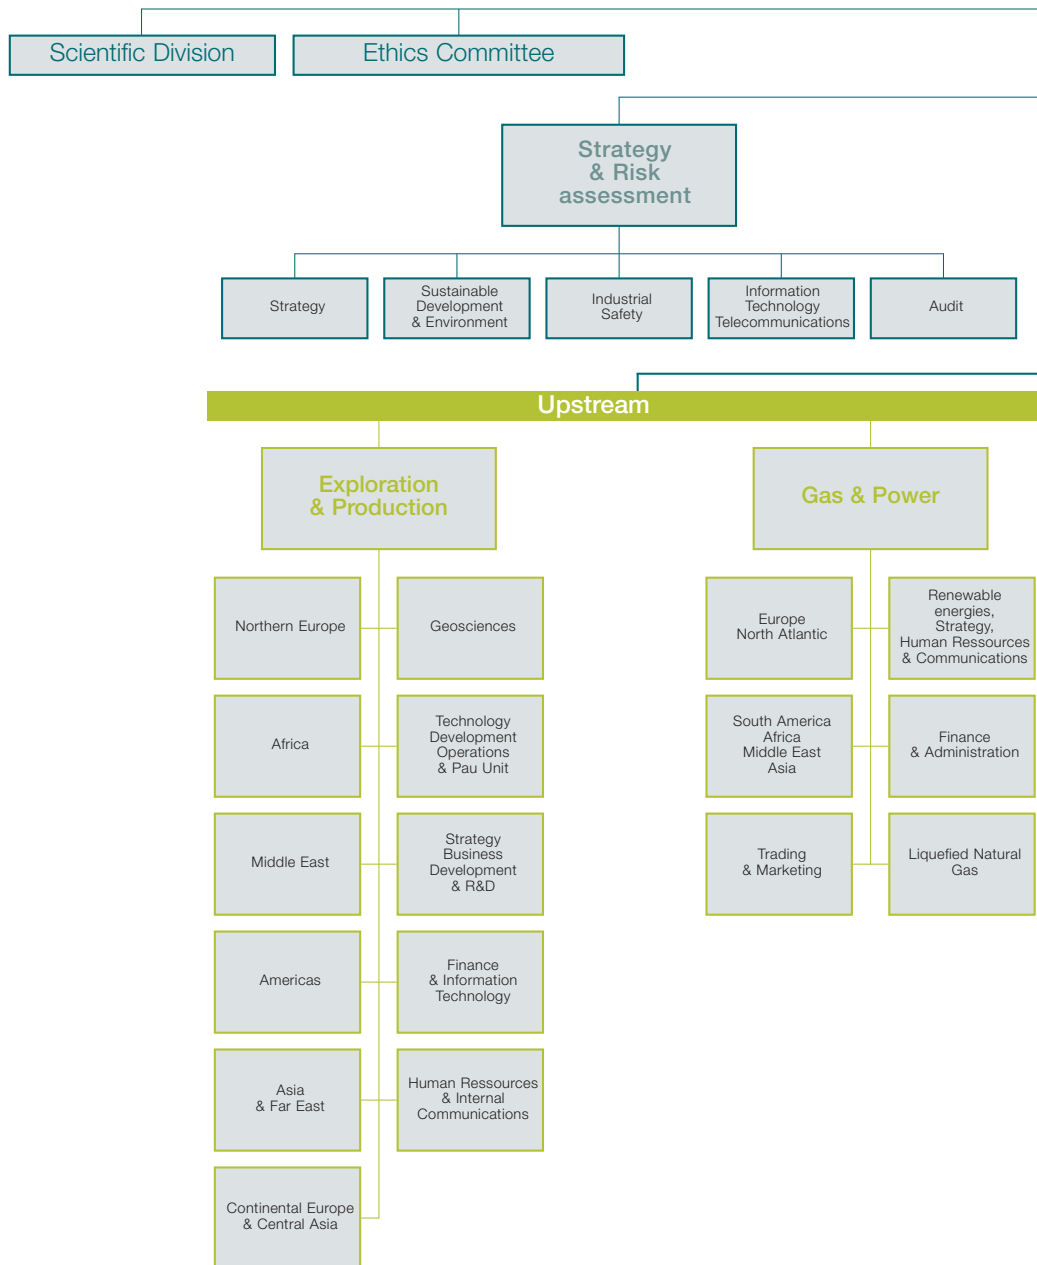 Scientific Division
Ethics Committee
Strategy
& Risk
assessment
Strategy
Sustainable
Development
& Environment
Industrial
Safety
Information
Technology
Telecommunications
Audit
Upstream
Exploration
& Production
Gas & Power
Northern Europe
Geosciences
Europe
North Atlantic
Renewable
energies,
Strategy,
Human Ressources
& Communications
Africa
Technology
Development
Operations
& Pau Unit
South America
Africa
Middle East
Asia
Finance
& Administration
Middle East
Strategy
Business
Development
& R&D
Trading
& Marketing
Liquefied Natural
Gas
Americas
Finance
& Information
Technology
Asia
& Far East
Human Ressources
& Internal
Communications
Continental Europe
& Central Asia